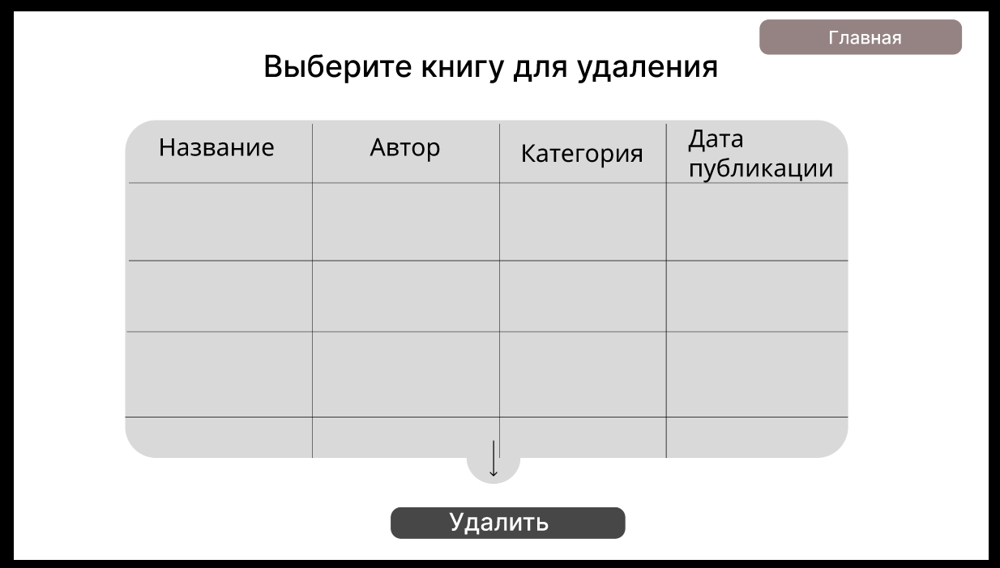 Главная
Выберите книгу для удаления
Название
Автор
Категория
Дата
публикации
Удалить